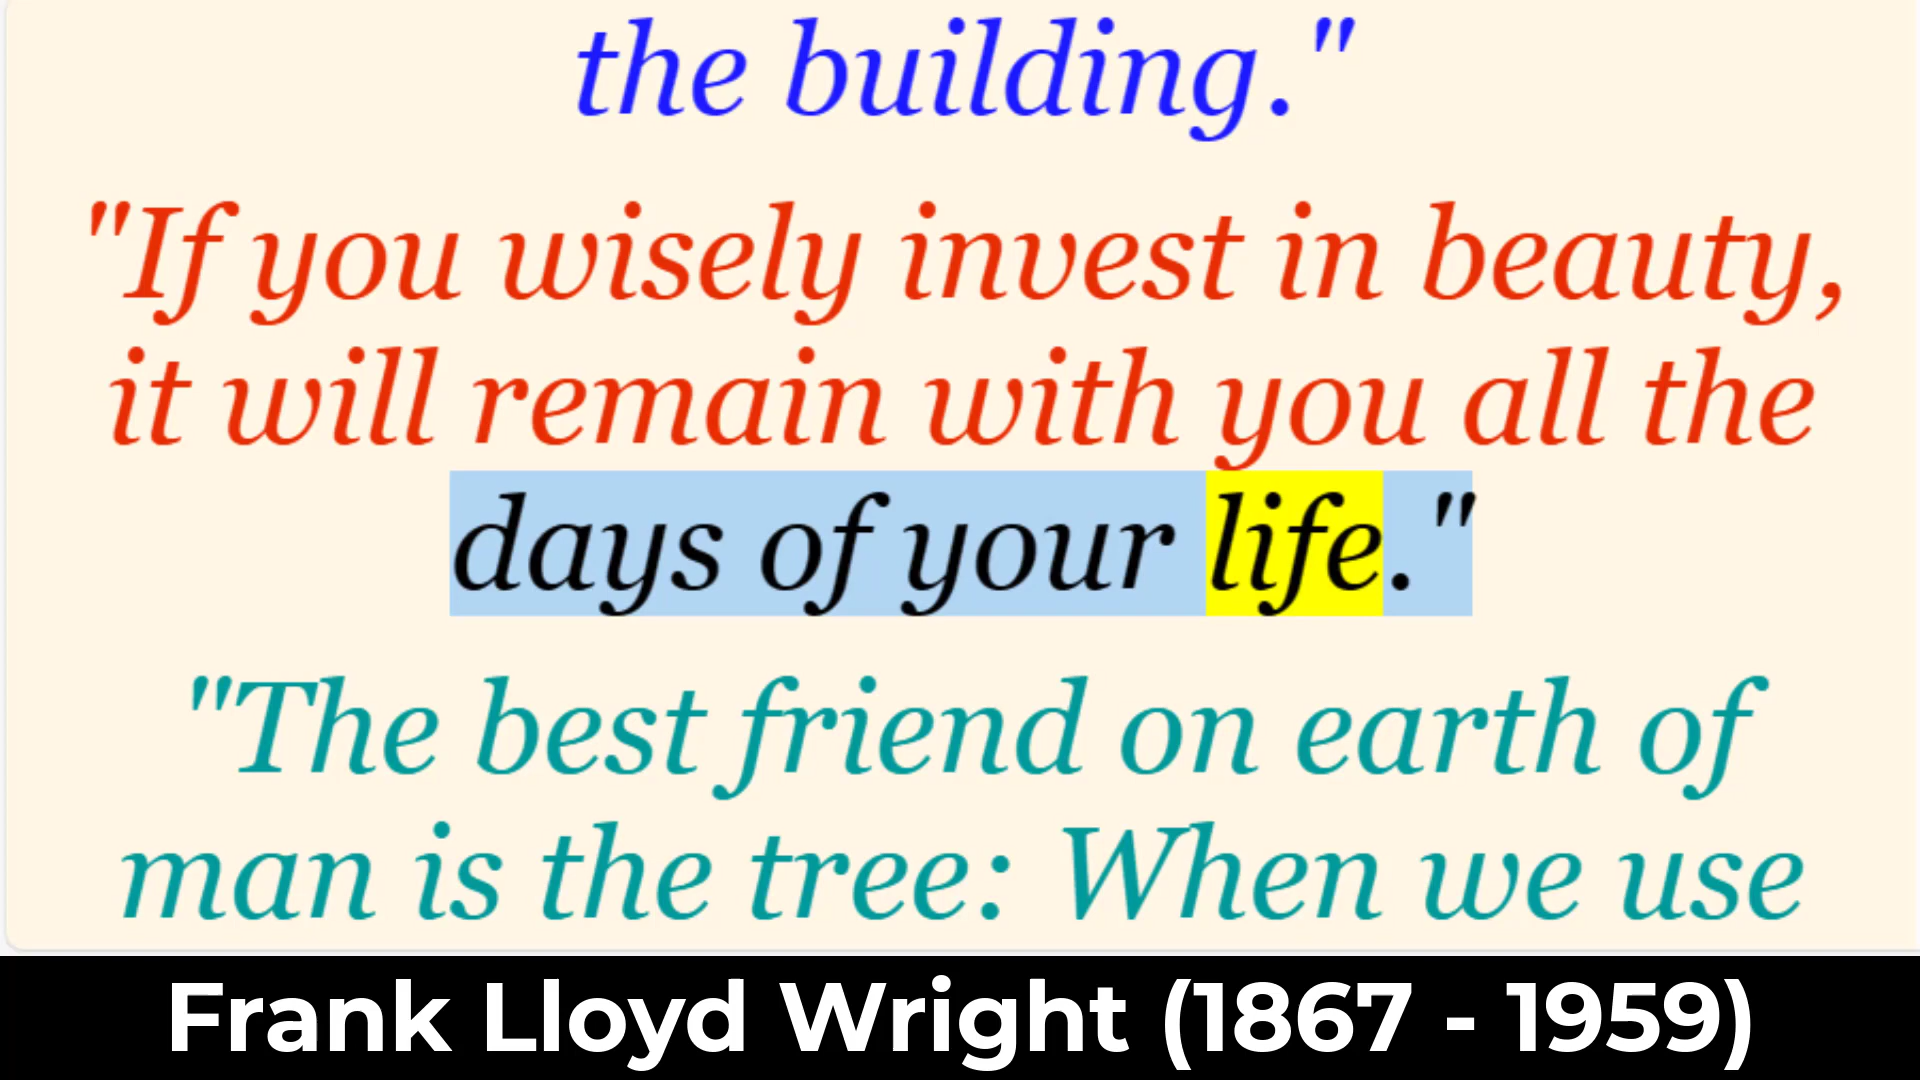 the building."
"If you wisely invest in beauty,
it will remain with you all the
days of your life."
"The best friend on earth of
man is the tree: When we use
Frank Lloyd Wright (1867 - 1959)